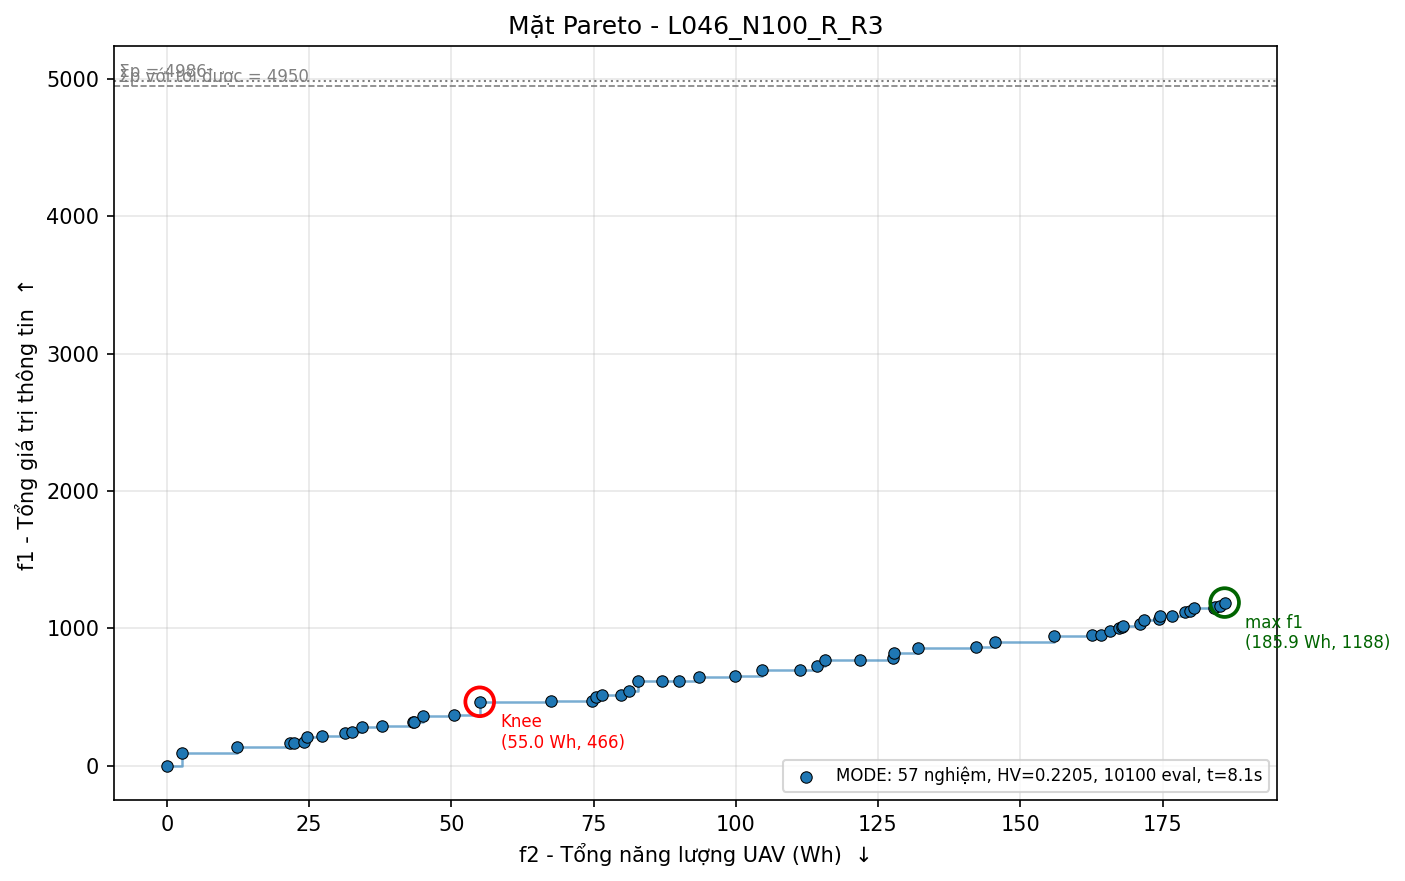 Mặt Pareto - L046_N100_R_R3
Σp = 4986
Σp với tới được = 4950
5000
4000
3000
2000
1000
0
f1 - Tổng giá trị thông tin ↑
max f1
(185.9 Wh, 1188)
Knee
(55.0 Wh, 466)
MODE: 57 nghiệm, HV=0.2205, 10100 eval, t=8.1s
0 25 50 75 100 125 150 175
f2 - Tổng năng lượng UAV (Wh) ↓